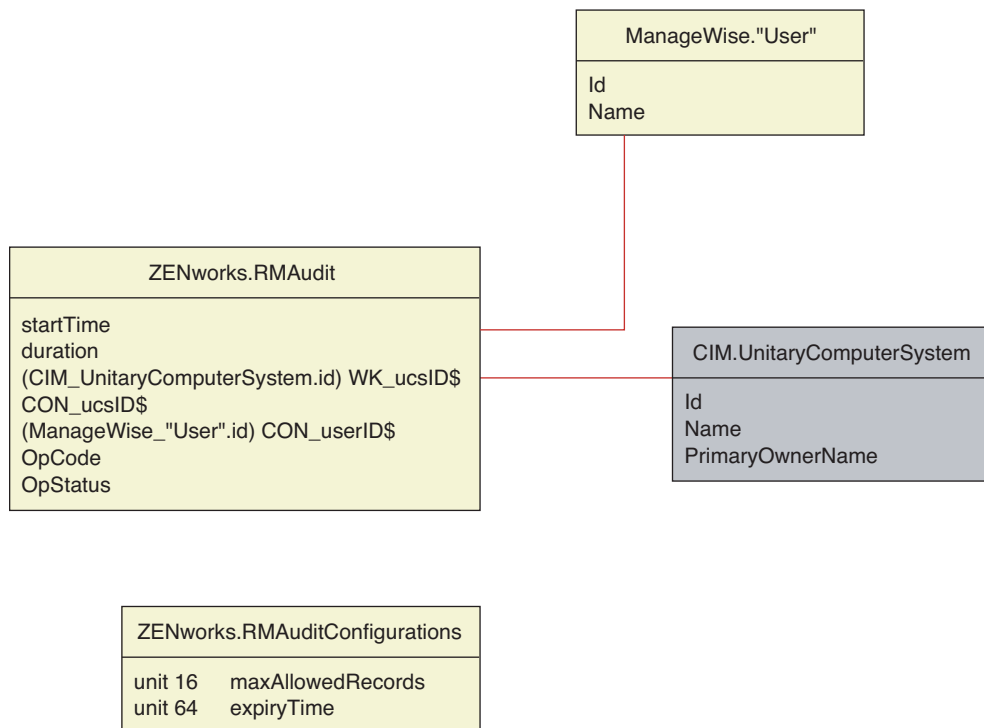 ManageWise."User"
Id
Name
ZENworks.RMAudit
startTime
duration
(CIM_UnitaryComputerSystem.id) WK_ucsID$
CON_ucsID$
(ManageWise_"User".id) CON_userID$
OpCode
OpStatus
CIM.UnitaryComputerSystem
Id
Name
PrimaryOwnerName
ZENworks.RMAuditConfigurations
unit 16 maxAllowedRecords
unit 64 expiryTime